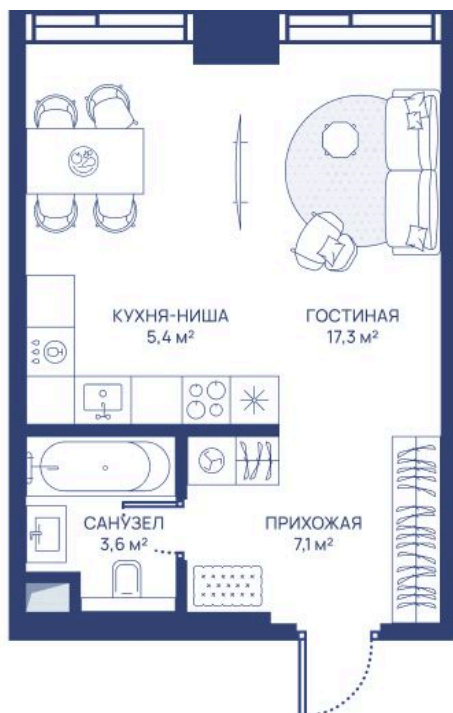 КУХНЯ-НИША
5,4 м²
ГОСТИНАЯ
17,3 м²
САНУЗЕЛ
3,6 м²
ПРИХОЖАЯ
7,1 м²